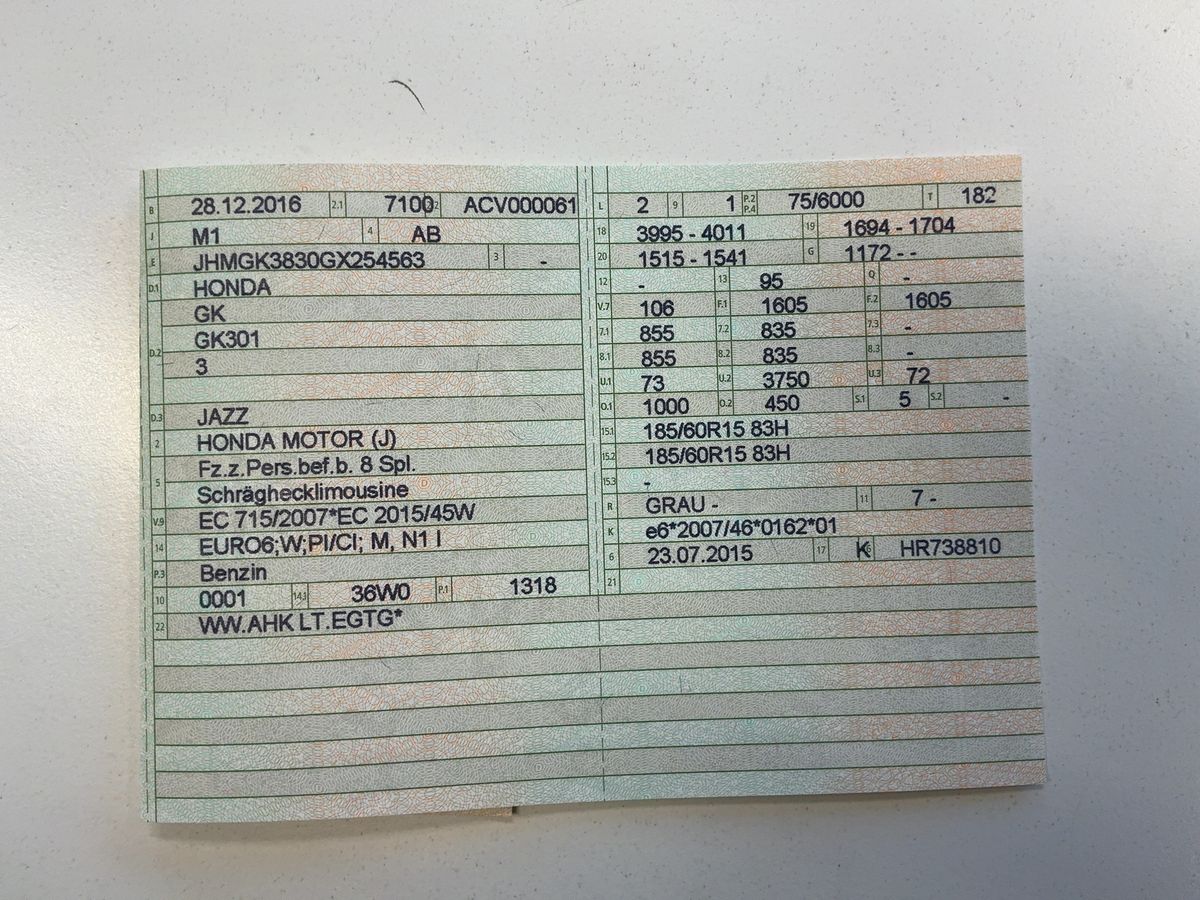 B 28.12.2016 2.1 7100 2.2 ACV000061
J M1 4 AB
E JHMGK3830GX254563 3 -
D.1 HONDA
GK
D.2 GK301
3
D.3 JAZZ
2 HONDA MOTOR (J)
5 Fz.z.Pers.bef.b. 8 Spl.
Schräghecklimousine
V.9 EC 715/2007*EC 2015/45W
14 EURO6;W;PI/CI; M, N1 I
P.3 Benzin
10 0001 14.1 36W0 P.1 1318
22 WW.AHK LT.EGTG*
L 2 9 1 P.2 P.4 75/6000 T 182
18 3995 - 4011 19 1694 - 1704
20 1515 - 1541 G 1172 - -
12 - 13 95 Q -
V.7 106 F.1 1605 F.2 1605
7.1 855 7.2 835 7.3 -
8.1 855 8.2 835 8.3 -
U.1 73 U.2 3750 U.3 72
O.1 1000 O.2 450 S.1 5 S.2 -
15.1 185/60R15 83H
15.2 185/60R15 83H
15.3 -
R GRAU - 11 7 -
K e6*2007/46*0162*01
6 23.07.2015 17 K 16 HR738810
21